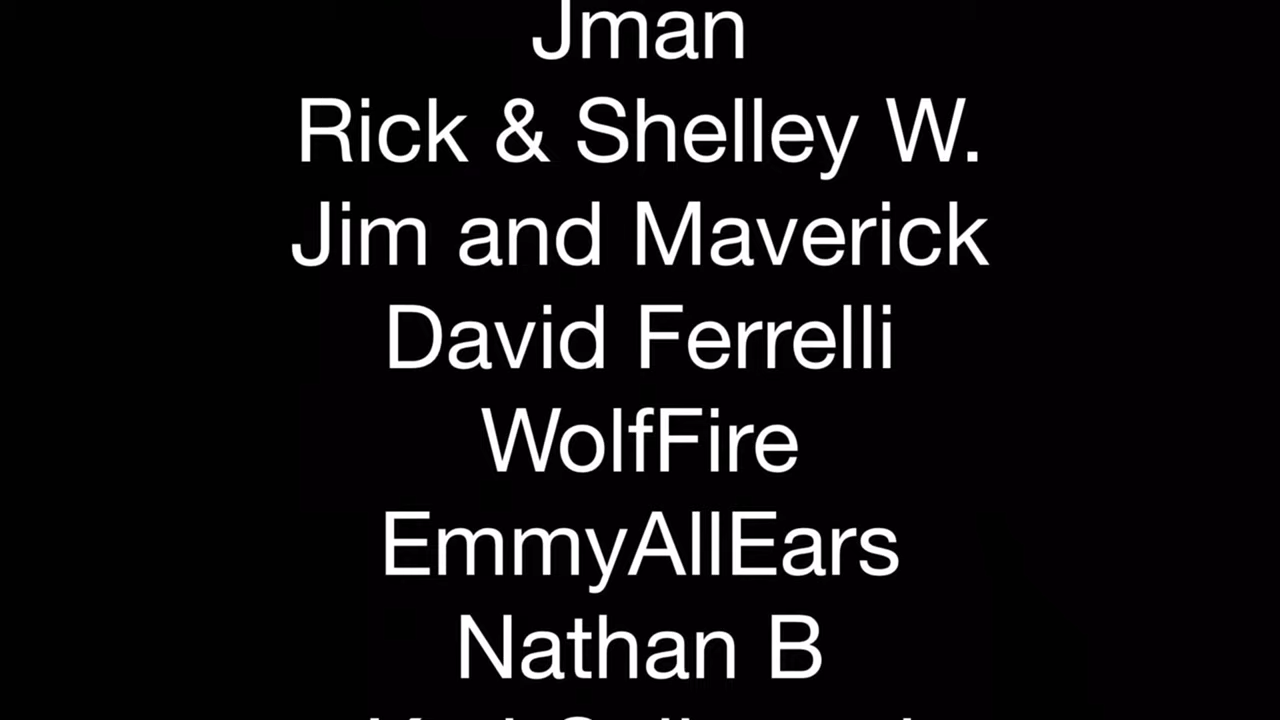 Jman
Rick & Shelley W.
Jim and Maverick
David Ferrelli
WolfFire
EmmyAllEars
Nathan B